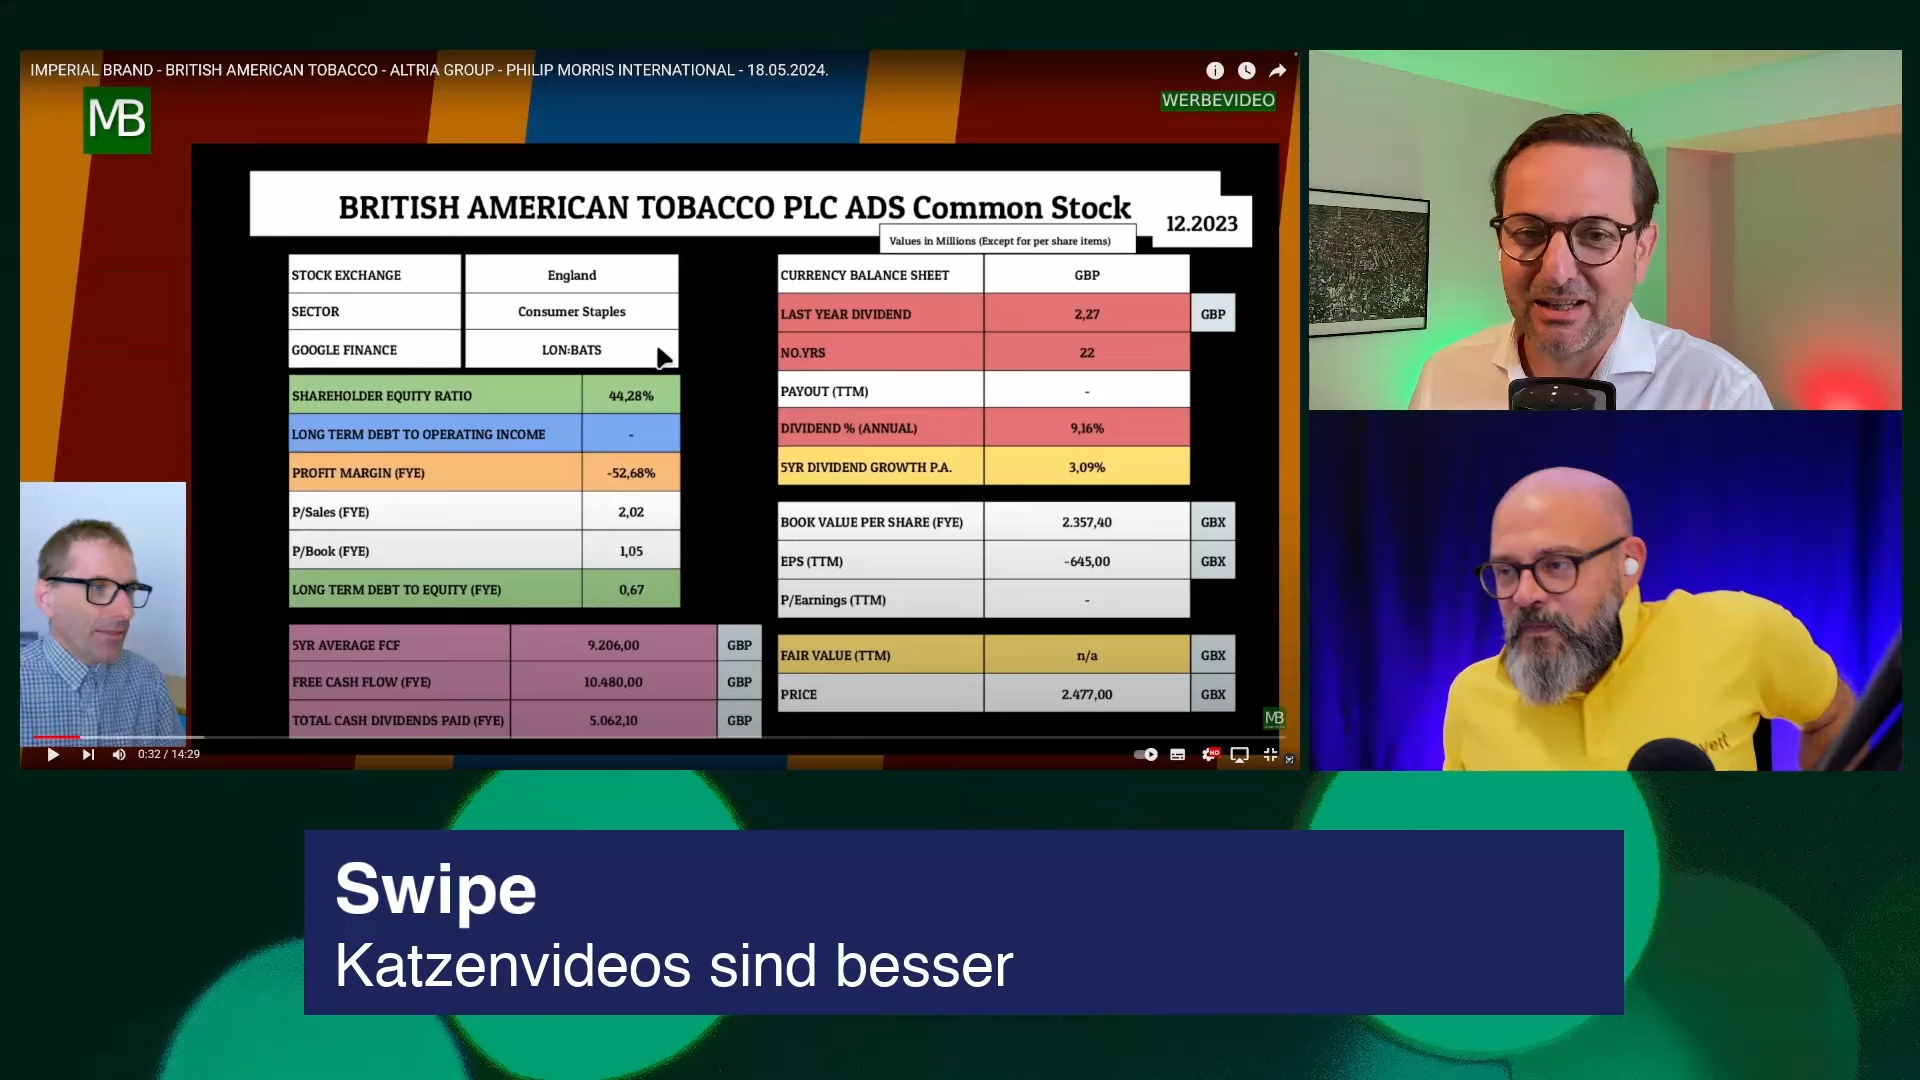 IMPERIAL BRAND - BRITISH AMERICAN TOBACCO - ALTRIA GROUP - PHILIP MORRIS INTERNATIONAL - 18.05.2024.
MB
WERBEVIDEO
BRITISH AMERICAN TOBACCO PLC ADS Common Stock
12.2023
Values in Millions (Except for per share items)
STOCK EXCHANGE England
SECTOR Consumer Staples
GOOGLE FINANCE LON:BATS
SHAREHOLDER EQUITY RATIO 44,28%
LONG TERM DEBT TO OPERATING INCOME -
PROFIT MARGIN (FYE) -52,68%
P/Sales (FYE) 2,02
P/Book (FYE) 1,05
LONG TERM DEBT TO EQUITY (FYE) 0,67
5YR AVERAGE FCF 9.206,00 GBP
FREE CASH FLOW (FYE) 10.480,00 GBP
TOTAL CASH DIVIDENDS PAID (FYE) 5.062,10 GBP
CURRENCY BALANCE SHEET GBP
LAST YEAR DIVIDEND 2,27 GBP
NO.YRS 22
PAYOUT (TTM) -
DIVIDEND % (ANNUAL) 9,16%
5YR DIVIDEND GROWTH P.A. 3,09%
BOOK VALUE PER SHARE (FYE) 2.357,40 GBX
EPS (TTM) -645,00 GBX
P/Earnings (TTM) -
FAIR VALUE (TTM) n/a GBX
PRICE 2.477,00 GBX
MB
0:32 / 14:29
HD
Swipe
Katzenvideos sind besser